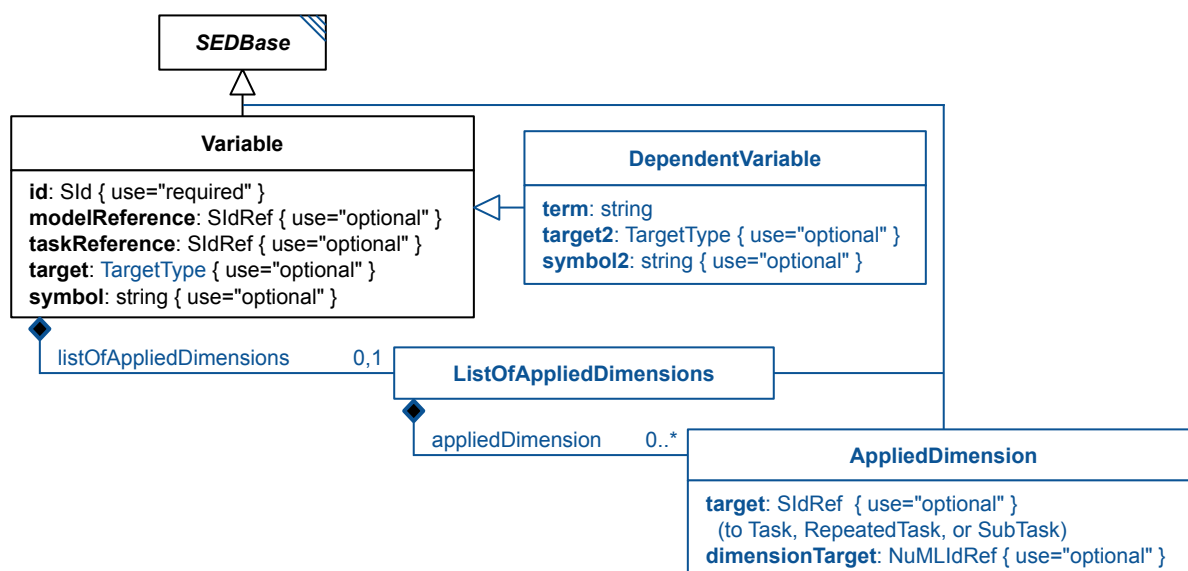 SEDBase
Variable
id: SId { use="required" }
modelReference: SIdRef { use="optional" }
taskReference: SIdRef { use="optional" }
target: TargetType { use="optional" }
symbol: string { use="optional" }
DependentVariable
term: string
target2: TargetType { use="optional" }
symbol2: string { use="optional" }
listOfAppliedDimensions 0,1
ListOfAppliedDimensions
appliedDimension 0..*
AppliedDimension
target: SIdRef { use="optional" }
(to Task, RepeatedTask, or SubTask)
dimensionTarget: NuMLIdRef { use="optional" }